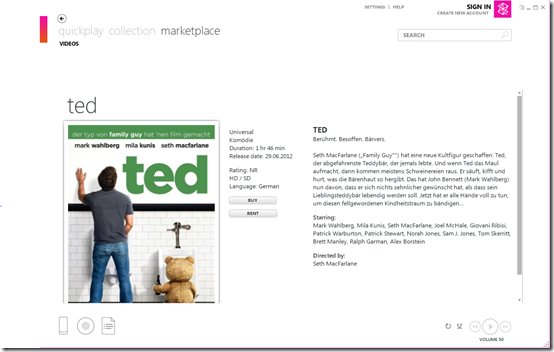 SETTINGS | HELP
SIGN IN
CREATE NEW ACCOUNT
quickplay collection marketplace
VIDEOS
SEARCH
ted
der typ von family guy hat 'nen film gemacht
mark wahlberg mila kunis seth macfarlane
ted
Universal
Komödie
Duration: 1 hr 46 min
Release date: 29.06.2012
Rating: NR
HD / SD
Language: German
BUY
RENT
TED
Berühmt. Besoffen. Bärvers.
Seth MacFarlane („Family Guy"") hat eine neue Kultfigur geschaffen: Ted,
der abgefahrenste Teddybär, der jemals lebte. Und wenn Ted das Maul
aufmacht, dann kommen meistens Schweinereien raus. Er säuft, kifft und
hurt, was die Bärenhaut so hergibt. Das hat John Bennett (Mark Wahlberg)
nun davon, dass er sich nichts sehnlicher gewünscht hat, als dass sein
Lieblingsteddybär lebendig werden soll. Jetzt hat er alle Hände voll zu tun,
um diesen fellgewordenen Kindheitstraum zu bändigen...
Starring:
Mark Wahlberg, Mila Kunis, Seth MacFarlane, Joel McHale, Giovani Ribisi,
Patrick Warburton, Patrick Stewart, Norah Jones, Sam J. Jones, Tom Skerritt,
Brett Manley, Ralph Garman, Alex Borstein
Directed by:
Seth MacFarlane
VOLUME 50